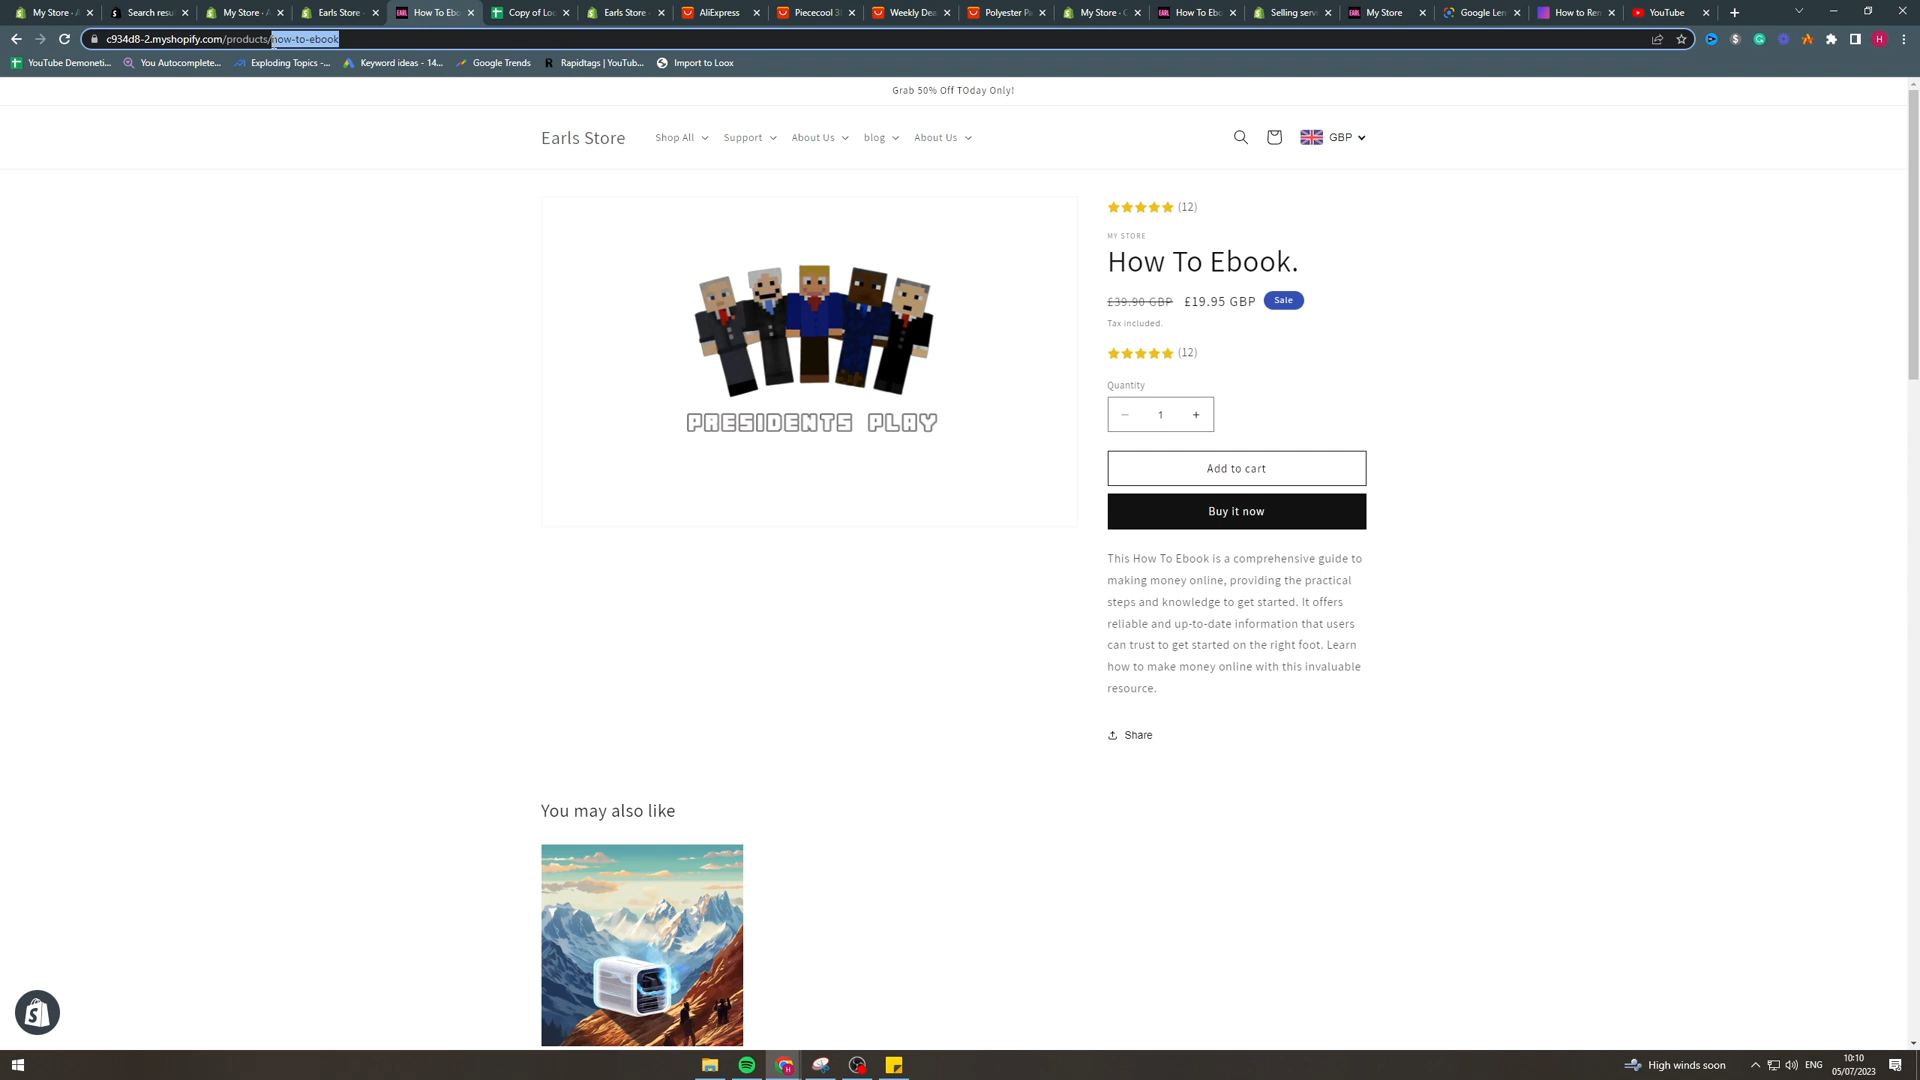 My Store · A
Search resu
My Store · A
Earls Store ·
How To Ebo
Copy of Loo
Earls Store ·
AliExpress
Piececool 3
Weekly Dea
Polyester Pa
My Store · C
How To Ebo
Selling servi
My Store
Google Len
How to Ren
YouTube
c934d8-2.myshopify.com/products/how-to-ebook
YouTube Demoneti...
You Autocomplete...
Exploding Topics -...
Keyword ideas - 14...
Google Trends
Rapidtags | YouTub...
Import to Loox
Grab 50% Off TOday Only!
Earls Store
Shop All
Support
About Us
blog
About Us
GBP
(12)
MY STORE
How To Ebook.
£39.90 GBP £19.95 GBP Sale
Tax included.
(12)
Quantity
− 1 +
Add to cart
Buy it now
This How To Ebook is a comprehensive guide to
making money online, providing the practical
steps and knowledge to get started. It offers
reliable and up-to-date information that users
can trust to get started on the right foot. Learn
how to make money online with this invaluable
resource.
Share
PRESIDENTS PLAY
You may also like
High winds soon
ENG
10:10
05/07/2023